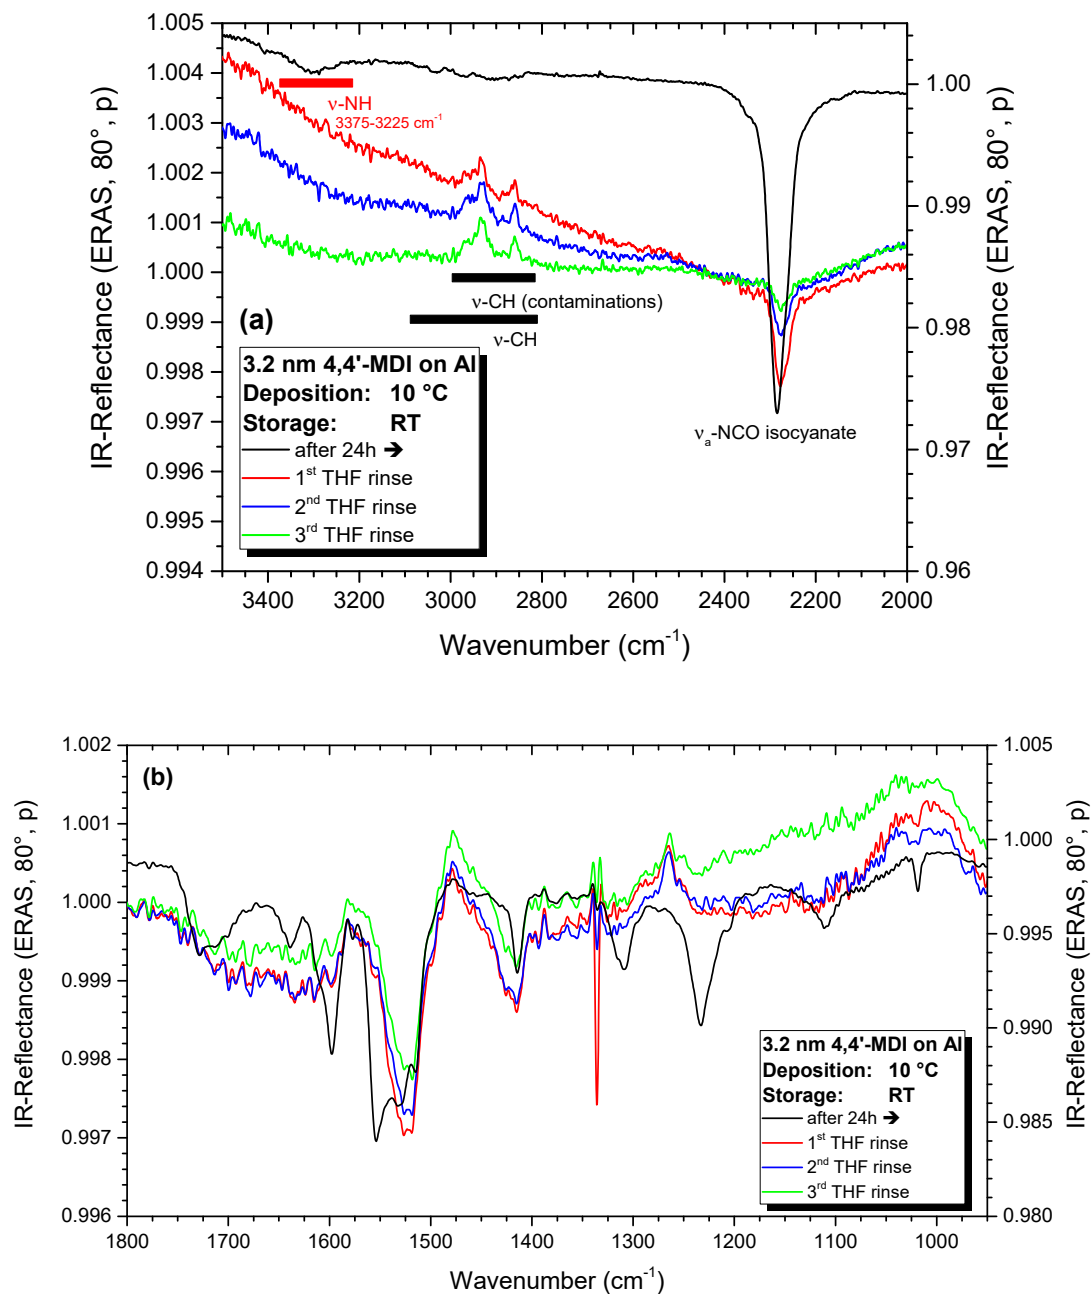 1.005
1.004
1.003
1.002
1.001
1.000
0.999
0.998
0.997
0.996
0.995
0.994
IR-Reflectance (ERAS, 80°, p)
1.00
0.99
0.98
0.97
0.96
IR-Reflectance (ERAS, 80°, p)
ν-NH
3375-3225 cm⁻¹
ν-CH (contaminations)
ν-CH
νₐ-NCO isocyanate
(a)
3.2 nm 4,4'-MDI on Al
Deposition: 10 °C
Storage: RT
after 24h ➔
1st THF rinse
2nd THF rinse
3rd THF rinse
3400 3200 3000 2800 2600 2400 2200 2000
Wavenumber (cm⁻¹)
1.002
1.001
1.000
0.999
0.998
0.997
0.996
IR-Reflectance (ERAS, 80°, p)
1.005
1.000
0.995
0.990
0.985
0.980
IR-Reflectance (ERAS, 80°, p)
(b)
3.2 nm 4,4'-MDI on Al
Deposition: 10 °C
Storage: RT
after 24h ➔
1st THF rinse
2nd THF rinse
3rd THF rinse
1800 1700 1600 1500 1400 1300 1200 1100 1000
Wavenumber (cm⁻¹)